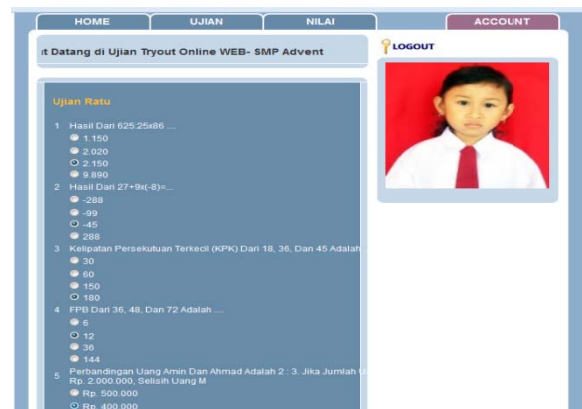 HOME UJIAN NILAI ACCOUNT
t Datang di Ujian Tryout Online WEB- SMP Advent
LOGOUT
Ujian Ratu
1 Hasil Dari 625:25x86 ....
1.150
2.020
2.150
9.890
2 Hasil Dari 27+9x(-8)=...
-288
-99
-45
288
3 Kelipatan Persekutuan Terkecil (KPK) Dari 18, 36, Dan 45 Adalah
30
60
150
180
4 FPB Dari 36, 48, Dan 72 Adalah ....
6
12
36
144
5 Perbandingan Uang Amin Dan Ahmad Adalah 2 : 3. Jika Jumlah
Rp. 2.000.000, Selisih Uang M
Rp. 500.000
Rp. 400.000